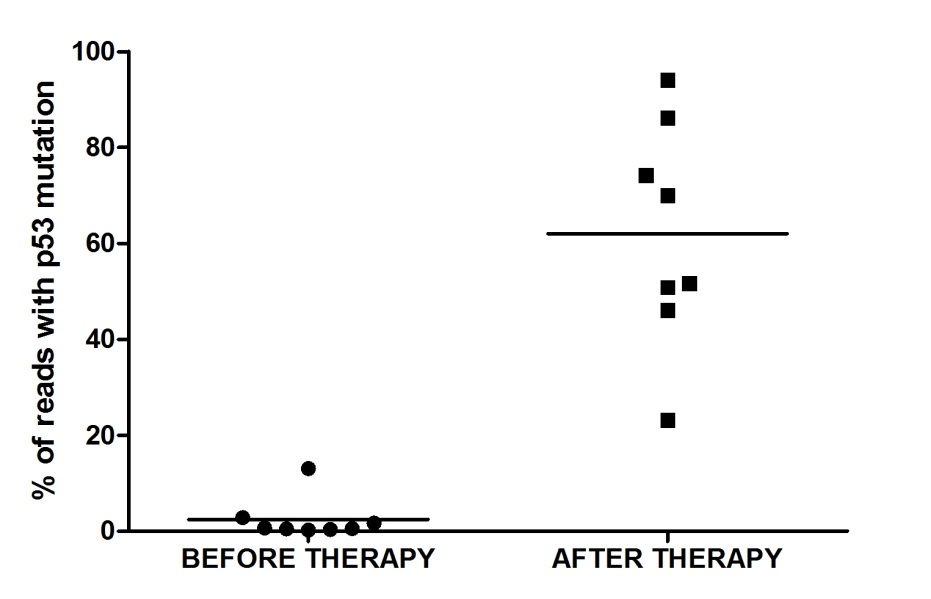 % of reads with p53 mutation
100
80
60
40
20
0
BEFORE THERAPY
AFTER THERAPY